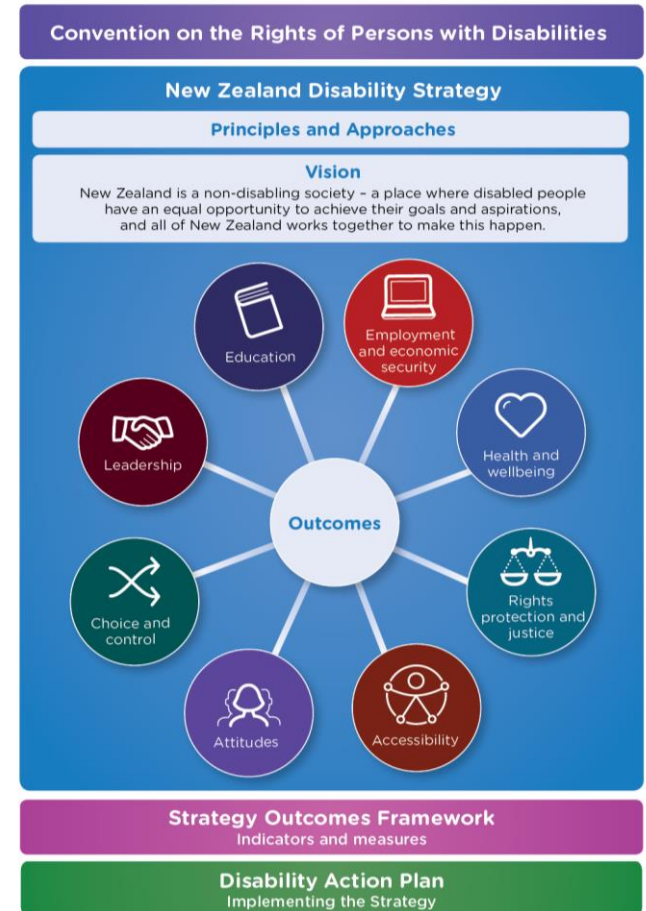 Convention on the Rights of Persons with Disabilities
New Zealand Disability Strategy
Principles and Approaches
Vision
New Zealand is a non-disabling society – a place where disabled people
have an equal opportunity to achieve their goals and aspirations,
and all of New Zealand works together to make this happen.
Education
Employment
and economic
security
Leadership
Health and
wellbeing
Outcomes
Choice and
control
Rights
protection and
justice
Attitudes
Accessibility
Strategy Outcomes Framework
Indicators and measures
Disability Action Plan
Implementing the Strategy